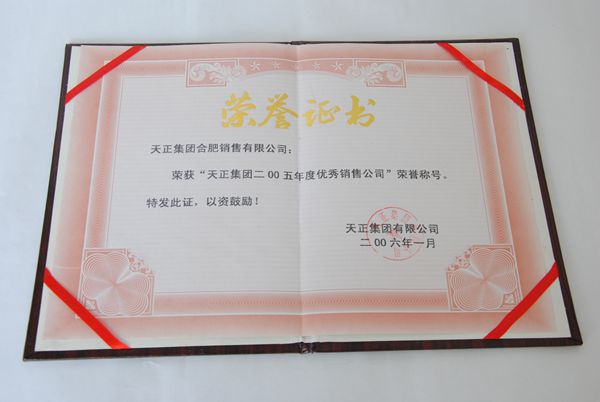 荣誉证书
天正集团合肥销售有限公司：
荣获“天正集团二00五年度优秀销售公司”荣誉称号。
特发此证，以资鼓励！
天正集团有限公司
二00六年一月